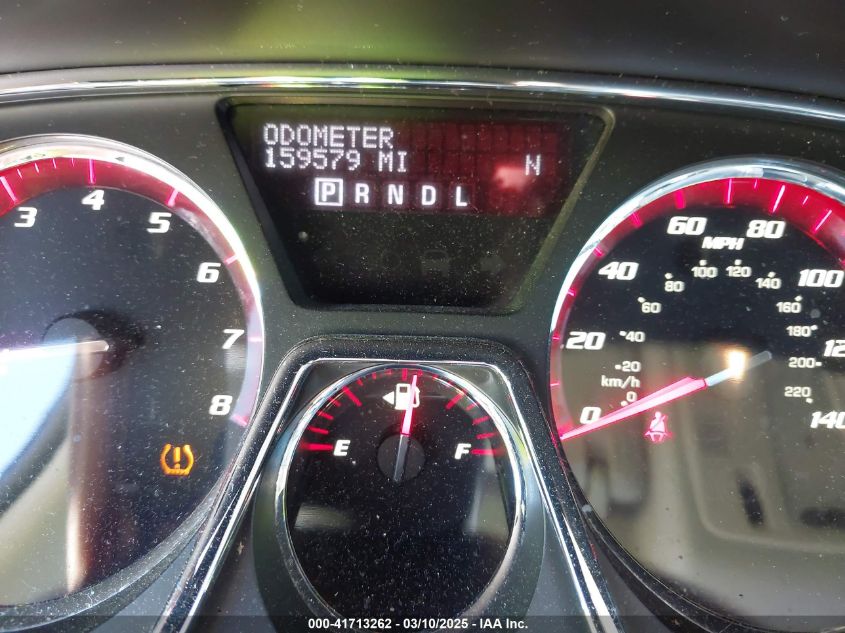 ODOMETER
159579 MI N
P R N D L
3 4 5 6 7 8
E F
0 20 40 60 80 100 12 140
MPH
0 20 40 60 80 100 120 140 160 180 200 220
km/h
000-41713262 - 03/10/2025 - IAA Inc.